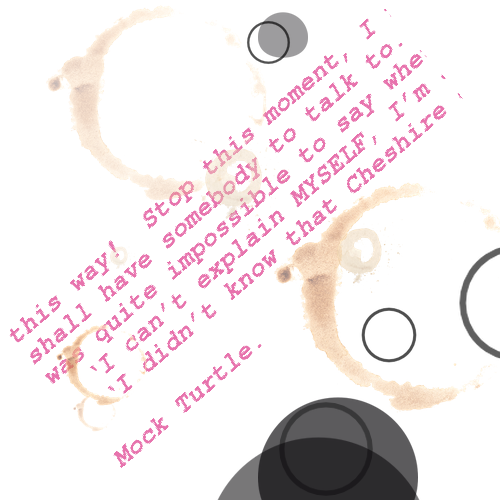 this way!  Stop this moment, I
shall have somebody to talk to.
was quite impossible to say whe
`I can't explain MYSELF, I'm
`I didn't know that Cheshire
Mock Turtle.